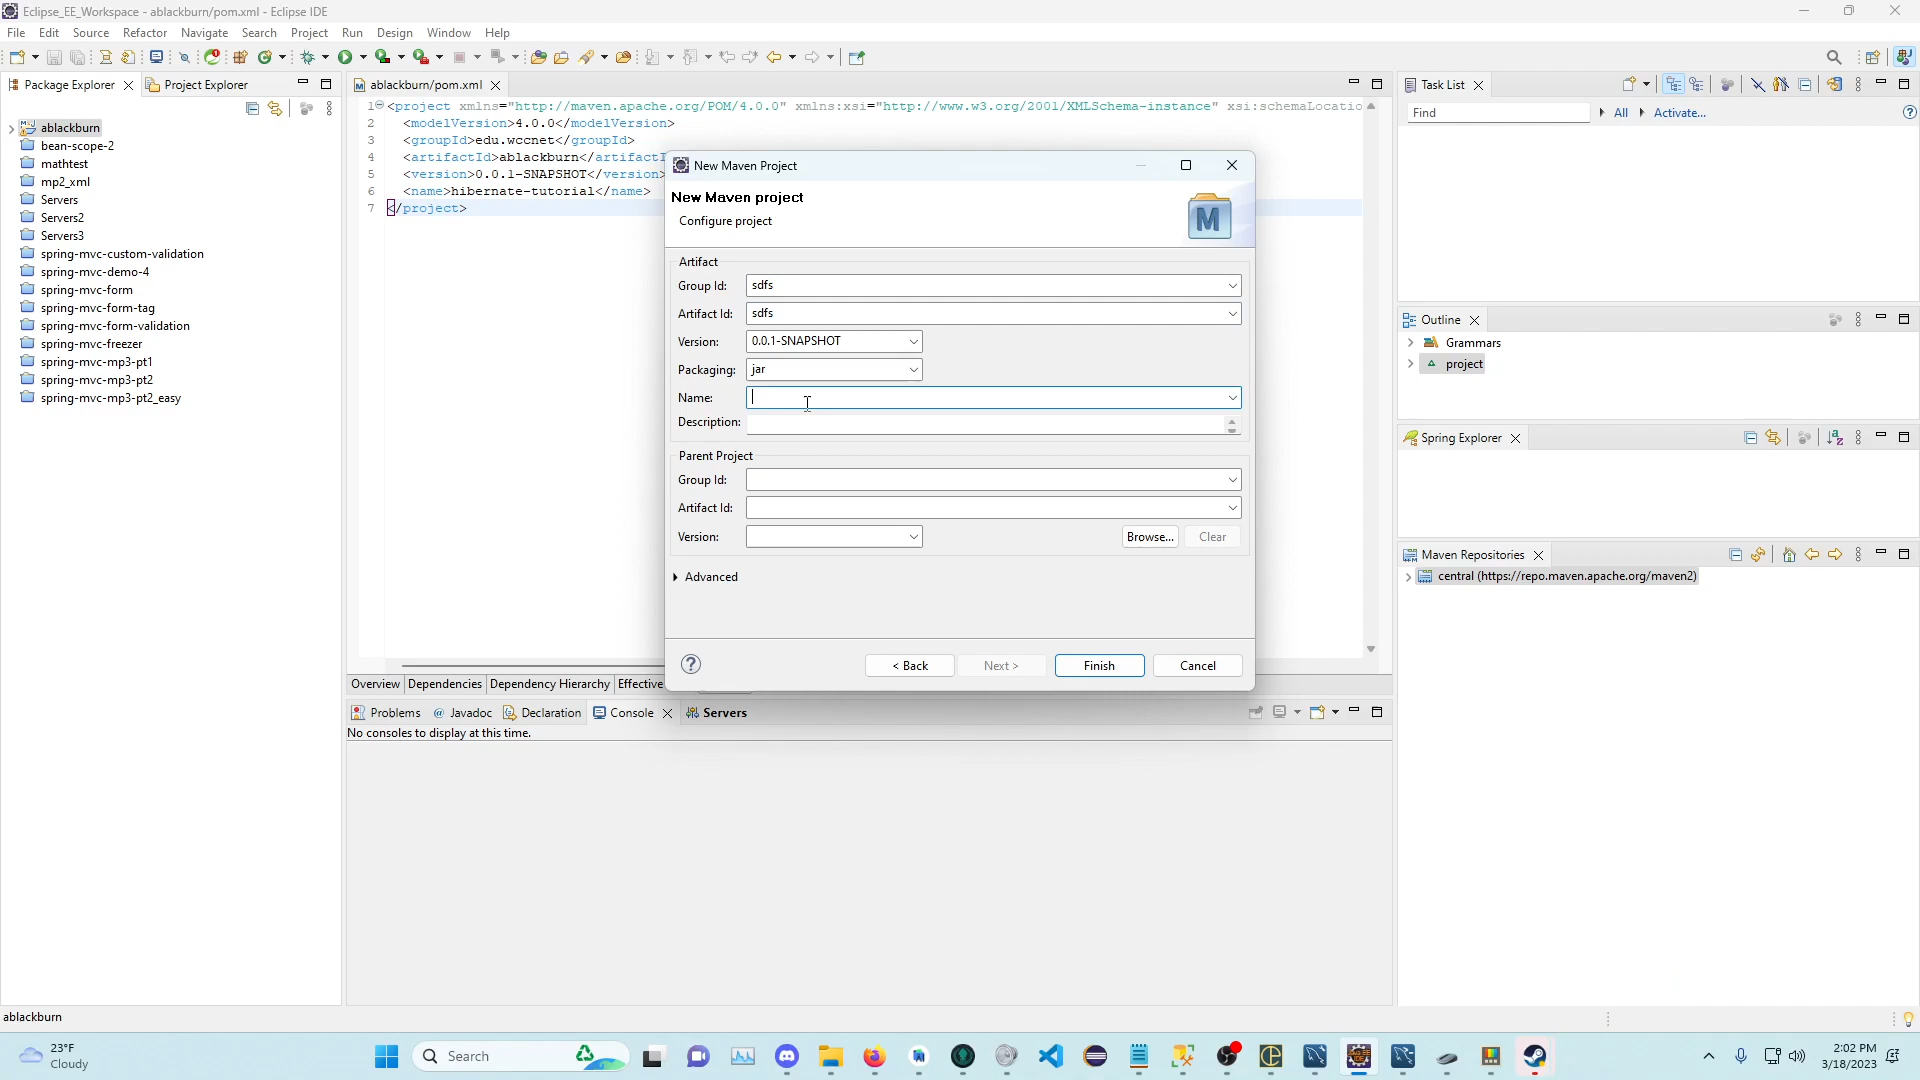 Eclipse_EE_Workspace - ablackburn/pom.xml - Eclipse IDE
File Edit Source Refactor Navigate Search Project Run Design Window Help
Package Explorer Project Explorer
ablackburn/pom.xml
Task List
Find All Activate...
ablackburn
bean-scope-2
mathtest
mp2_xml
Servers
Servers2
Servers3
spring-mvc-custom-validation
spring-mvc-demo-4
spring-mvc-form
spring-mvc-form-tag
spring-mvc-form-validation
spring-mvc-freezer
spring-mvc-mp3-pt1
spring-mvc-mp3-pt2
spring-mvc-mp3-pt2_easy
1 <project xmlns="http://maven.apache.org/POM/4.0.0" xmlns:xsi="http://www.w3.org/2001/XMLSchema-instance" xsi:schemaLocatio
2 <modelVersion>4.0.0</modelVersion>
3 <groupId>edu.wccnet</groupId>
4 <artifactId>ablackburn</artifactI
5 <version>0.0.1-SNAPSHOT</version>
6 <name>hibernate-tutorial</name>
7 </project>
New Maven Project
New Maven project
Configure project
M
Artifact
Group Id: sdfs
Artifact Id: sdfs
Version: 0.0.1-SNAPSHOT
Packaging: jar
Name:
Description:
Parent Project
Group Id:
Artifact Id:
Version: Browse... Clear
Advanced
? < Back Next > Finish Cancel
Outline
Grammars
project
Spring Explorer
Maven Repositories
central (https://repo.maven.apache.org/maven2)
Overview Dependencies Dependency Hierarchy Effective
Problems Javadoc Declaration Console Servers
No consoles to display at this time.
ablackburn
23°F
Cloudy
Search
2:02 PM
3/18/2023